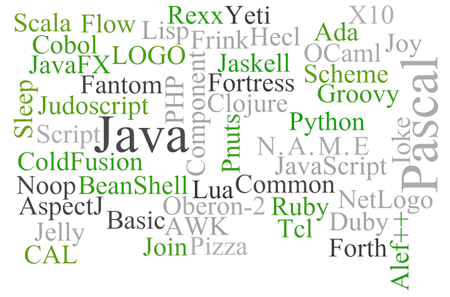 Rexx Yeti X10
Scala Flow Lisp Frink Hecl Ada
Cobol LOGO OCaml Joy
JavaFX Jaskell Scheme
Fantom Fortress Groovy
Sleep Judoscript PHP Component Clojure
Script Java Pnuts Python Ioke Pascal
N.A.M.E
ColdFusion JavaScript
Noop BeanShell Lua Common NetLogo
AspectJ Basic Oberon-2 Ruby Duby
Jelly AWK Tcl Forth Alef++
CAL Join Pizza